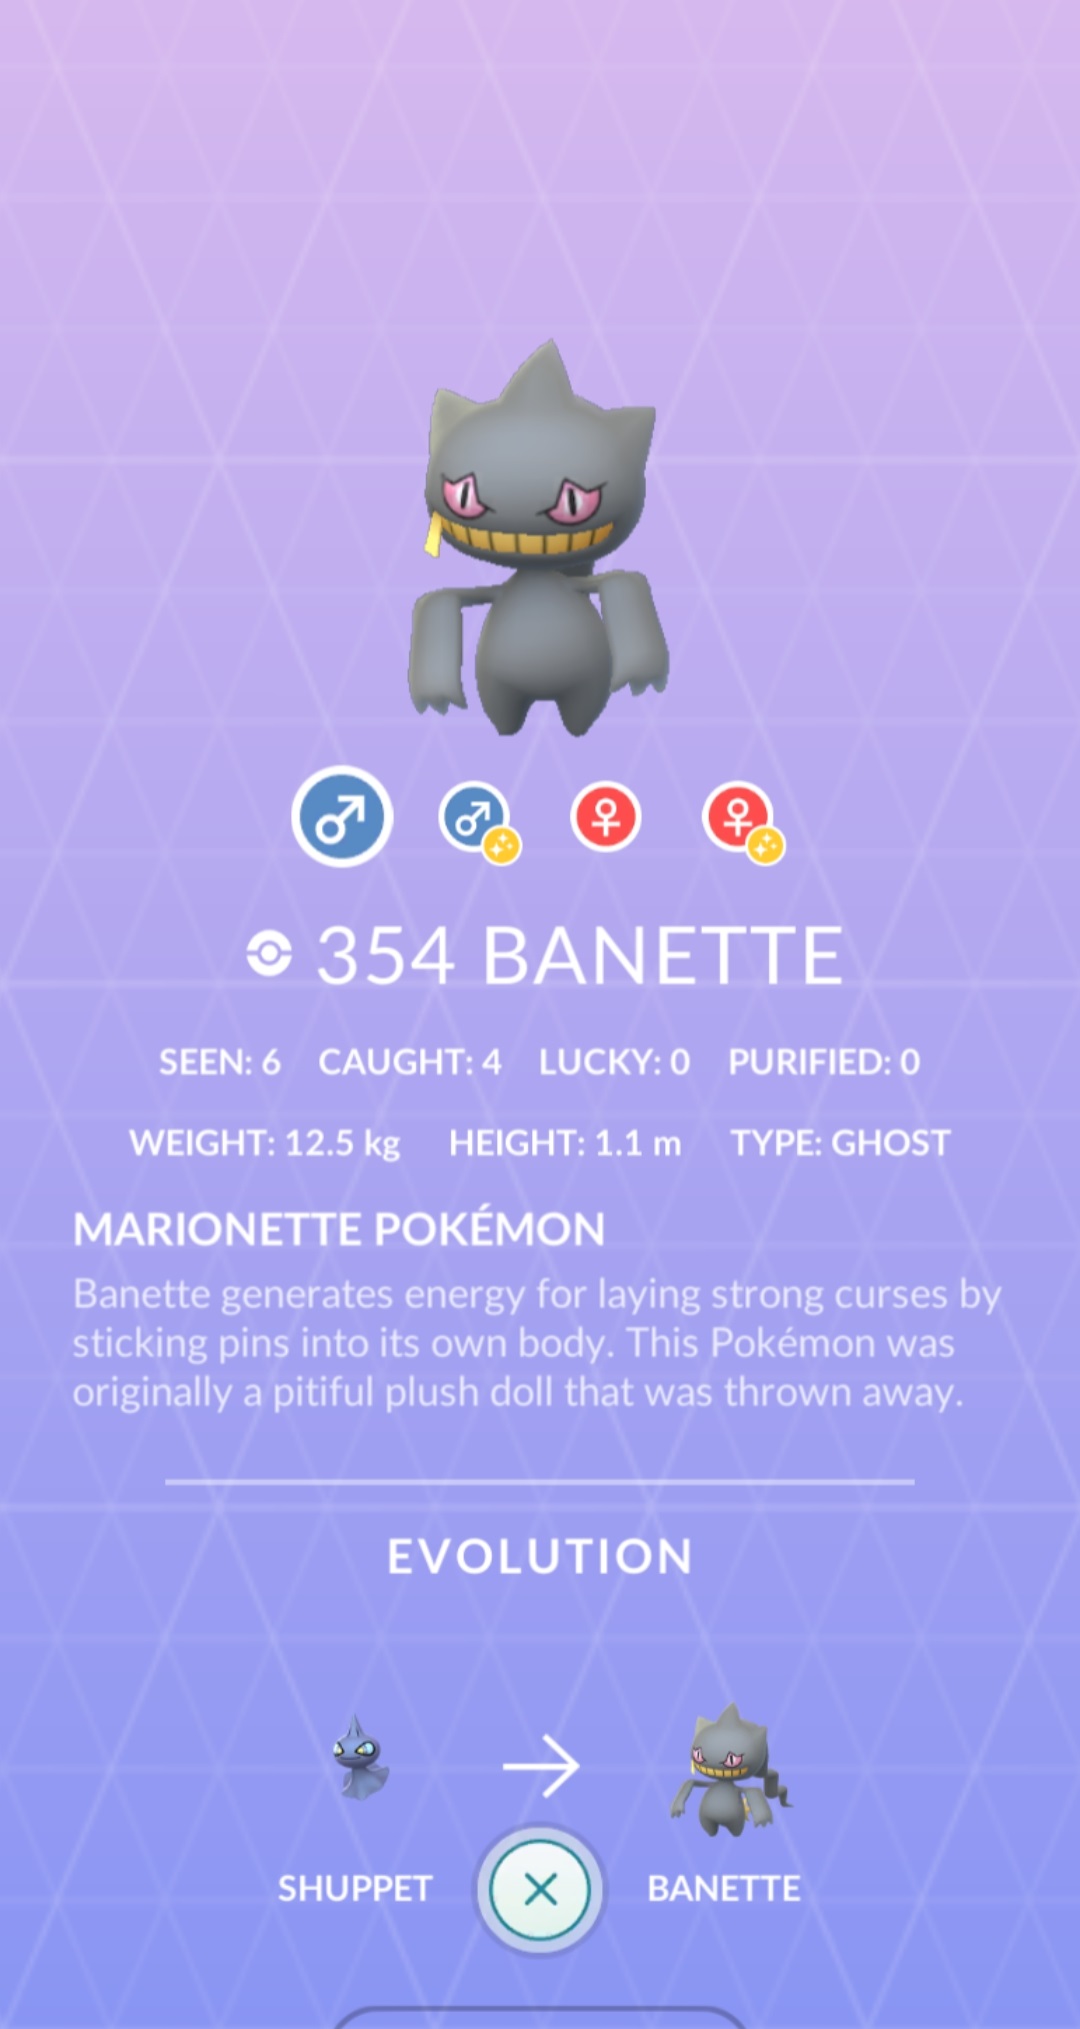 354 BANETTE
SEEN: 6 CAUGHT: 4 LUCKY: 0 PURIFIED: 0
WEIGHT: 12.5 kg HEIGHT: 1.1 m TYPE: GHOST
MARIONETTE POKÉMON
Banette generates energy for laying strong curses by
sticking pins into its own body. This Pokémon was
originally a pitiful plush doll that was thrown away.
EVOLUTION
SHUPPET BANETTE